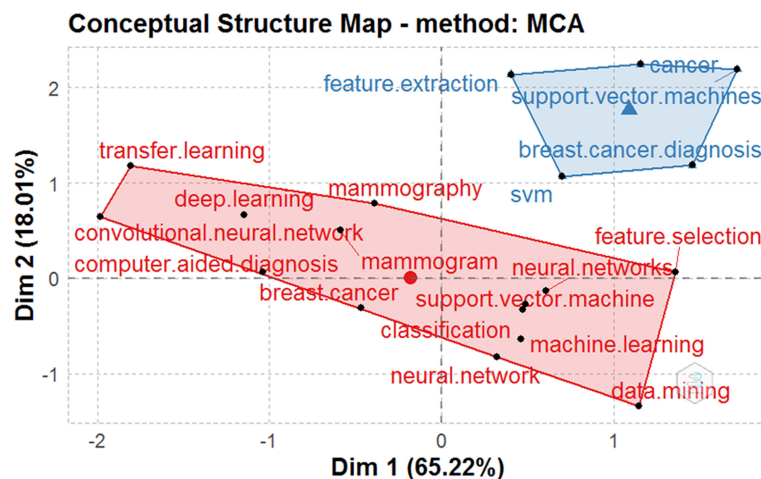 Conceptual Structure Map - method: MCA
Dim 2 (18.01%)
2
1
0
-1
cancer
feature.extraction
support.vector.machines
breast.cancer.diagnosis
svm
transfer.learning
mammography
deep.learning
convolutional.neural.network
feature.selection
computer.aided.diagnosis
mammogram
neural.networks
breast.cancer
support.vector.machine
classification
machine.learning
neural.network
data.mining
-2
-1
0
1
Dim 1 (65.22%)